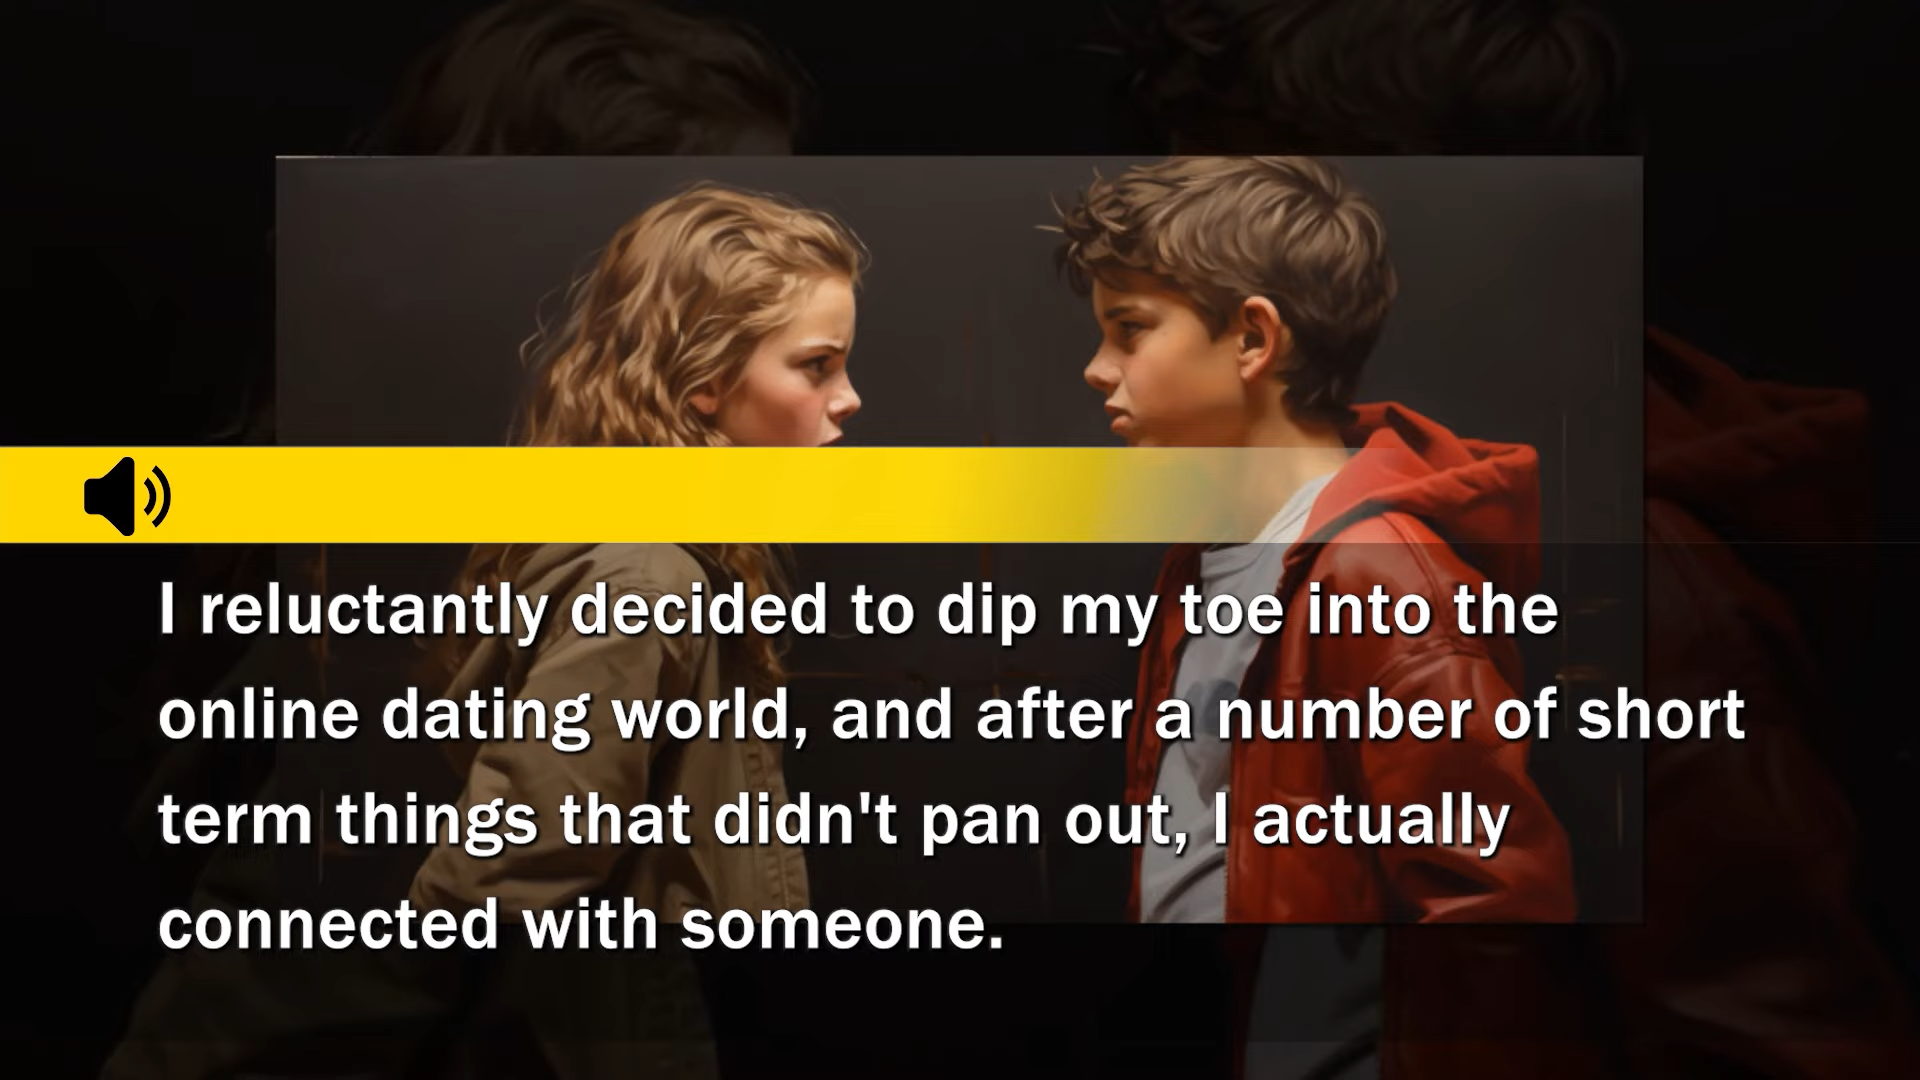 I reluctantly decided to dip my toe into the
online dating world, and after a number of short
term things that didn't pan out, I actually
connected with someone.